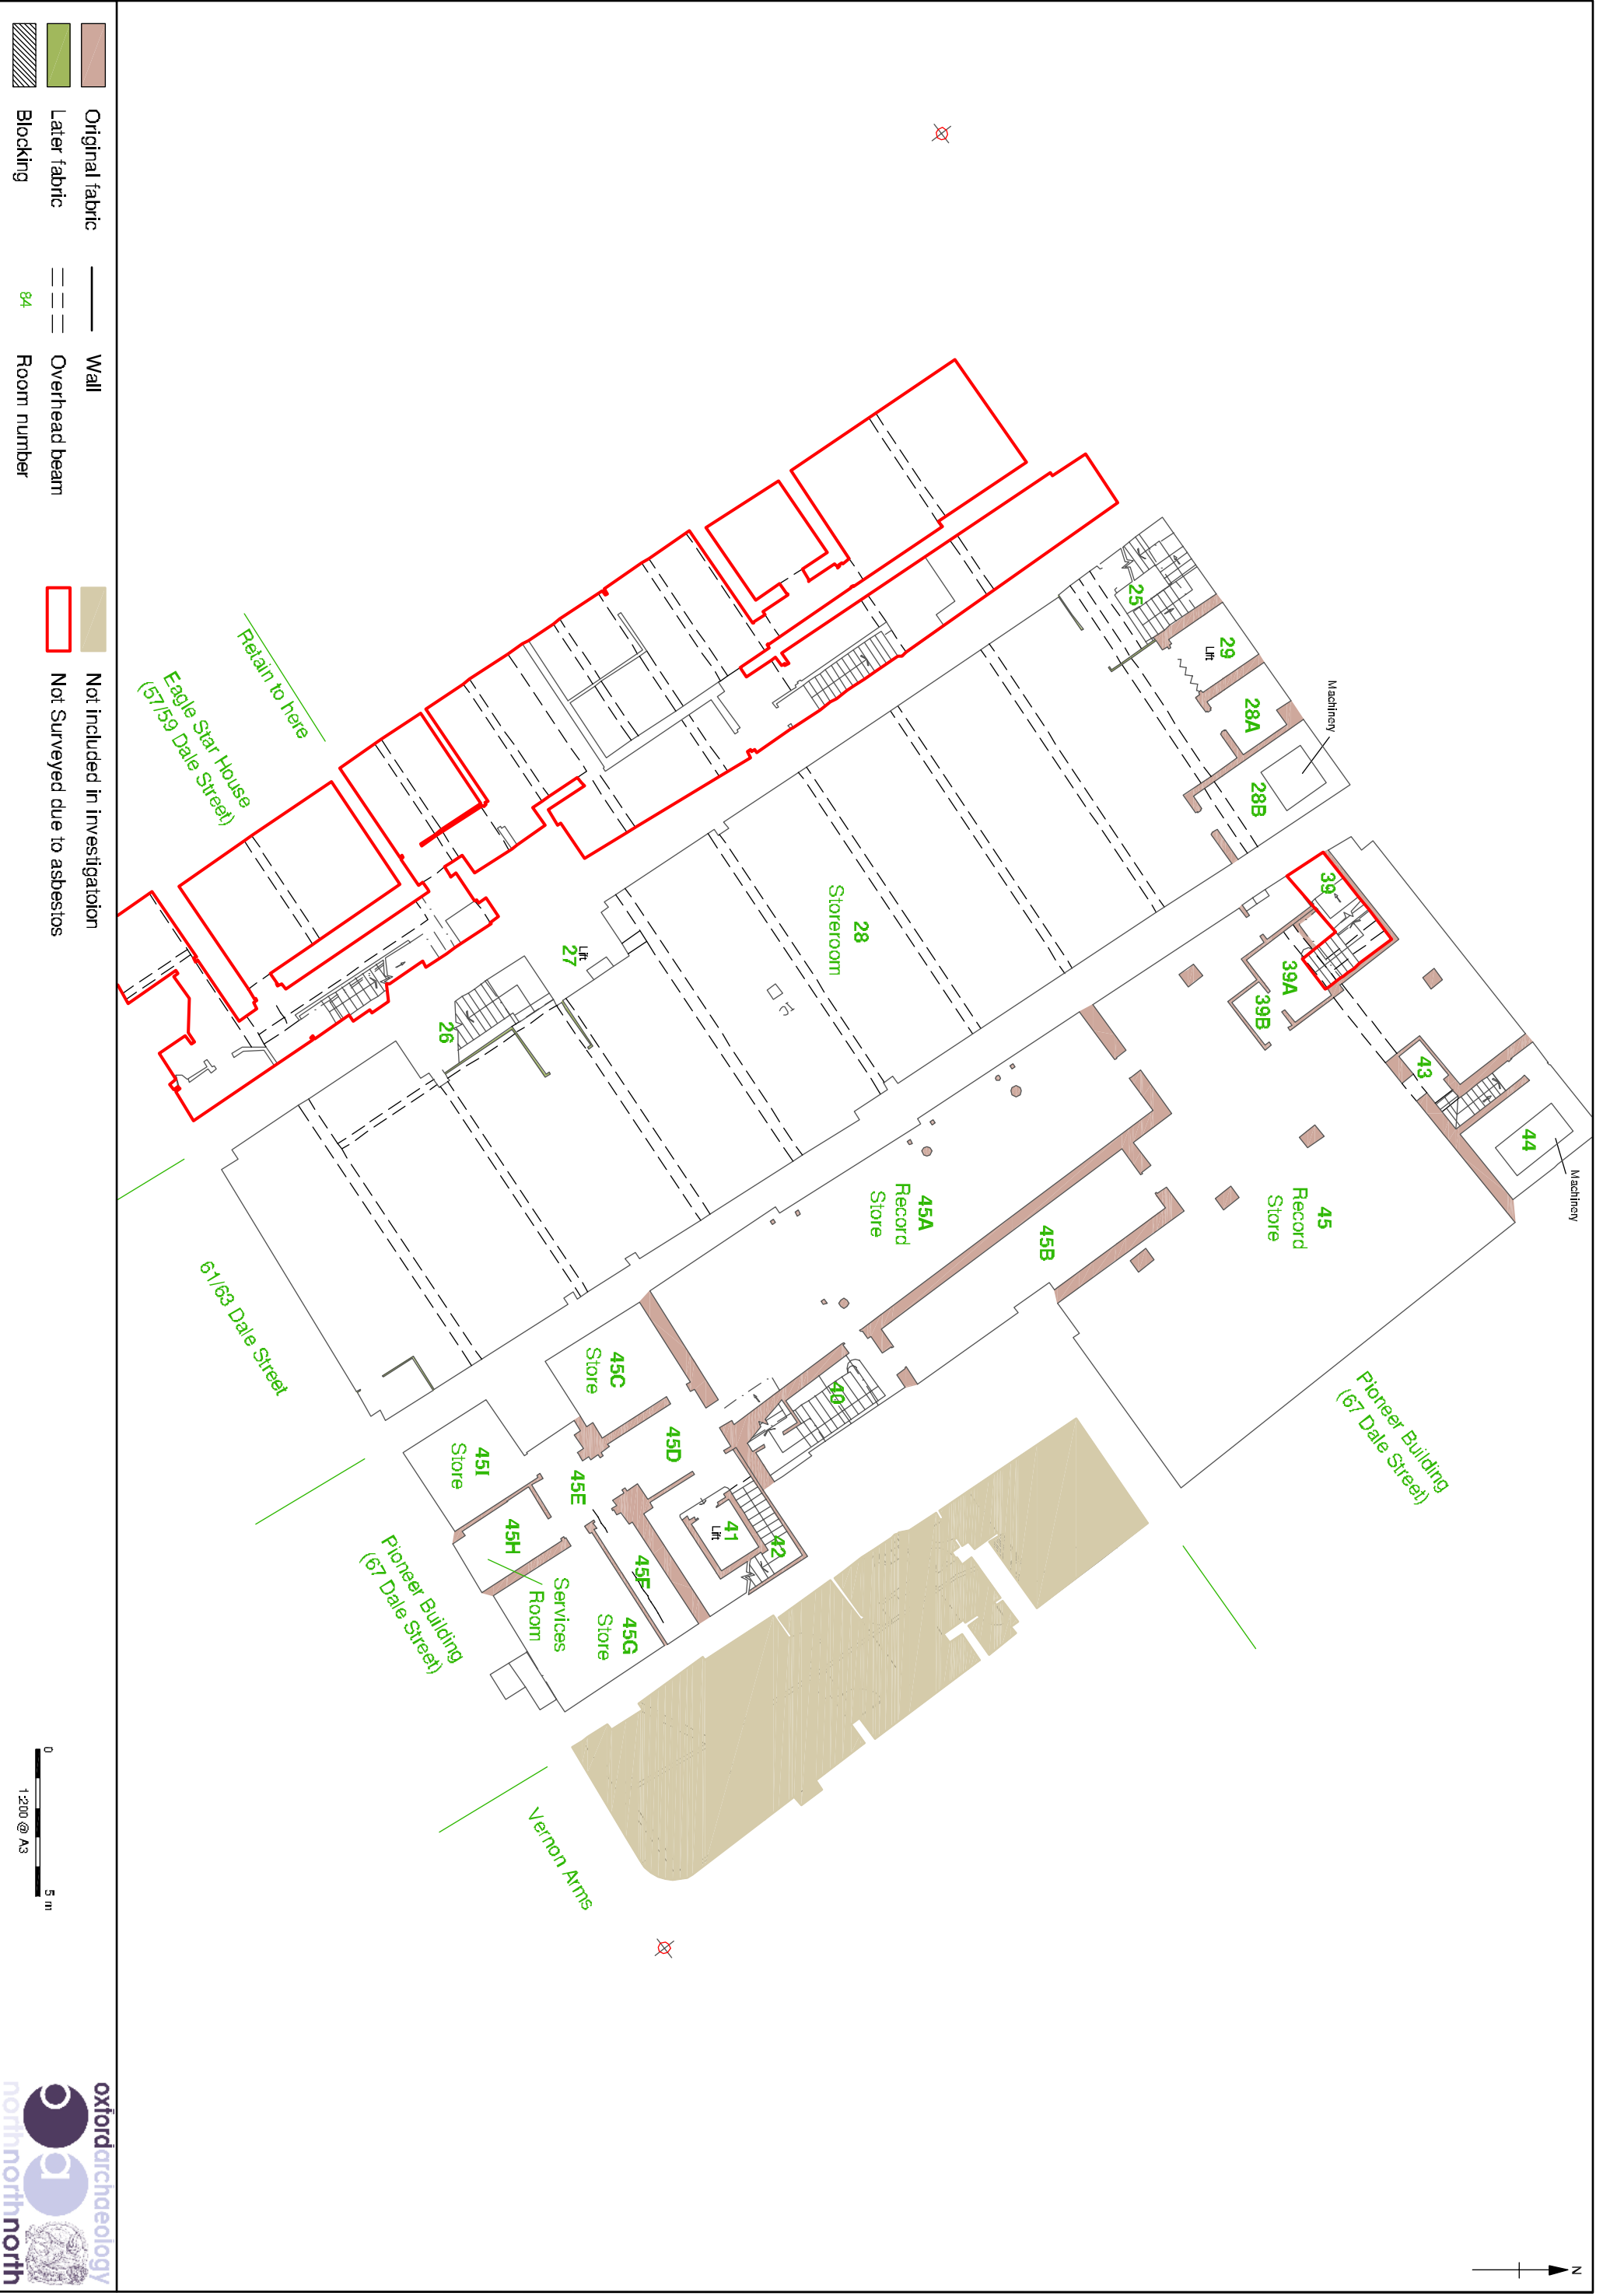 N
Machinery
44
Machinery
43
39
39A
39B
45
Record
Store
Pioneer Building
(67 Dale Street)
25
29
Lift
28A
28B
45B
45A
Record
Store
28
Storeroom
40
41
Lift
42
27
Lift
26
45C
Store
45D
45E
45F
45G
Store
Services
Room
45H
45I
Store
Retain to here
Eagle Star House
(57/59 Dale Street)
61/63 Dale Street
Pioneer Building
(67 Dale Street)
Vernon Arms
Original fabric
Later fabric
Blocking
Wall
Overhead beam
84
Room number
Not included in investigatoion
Not Surveyed due to asbestos
0
5 m
1:200 @ A3
oxfordarchaeology
northnorthnorth